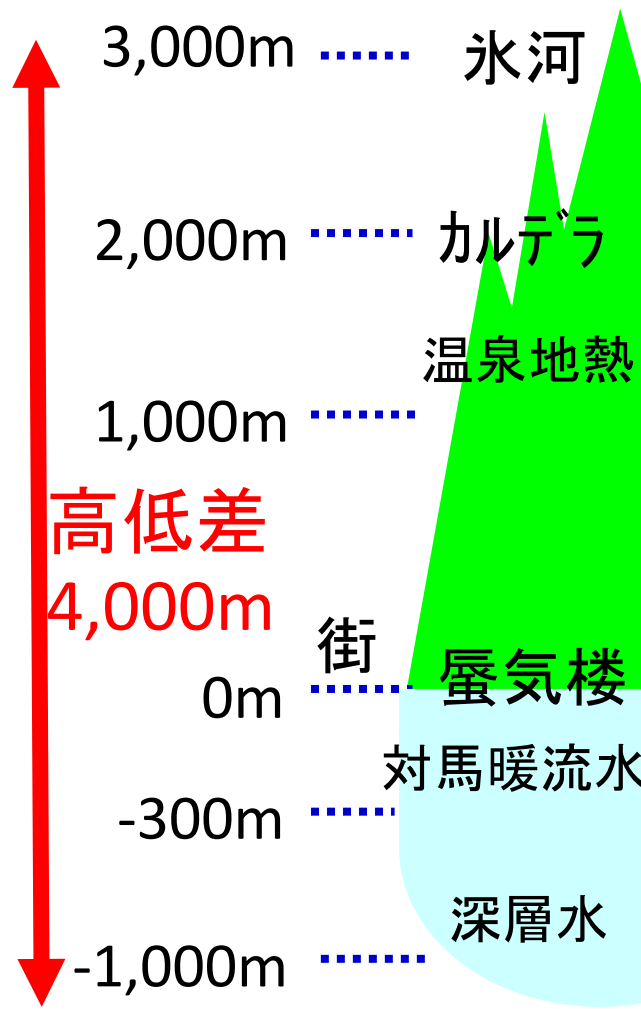 3,000m 氷河
2,000m カルデラ
温泉地熱
1,000m
高低差
4,000m
街
0m 蜃気楼
対馬暖流水
-300m
深層水
-1,000m